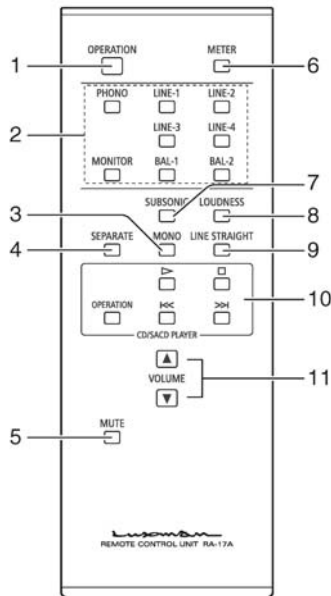 OPERATION METER
1 6
PHONO LINE-1 LINE-2
2
LINE-3 LINE-4
MONITOR BAL-1 BAL-2
7
SUBSONIC LOUDNESS
3 8
SEPARATE MONO LINE STRAIGHT
4 9
10
OPERATION
CD/SACD PLAYER
VOLUME 11
MUTE
5
Luxman
REMOTE CONTROL UNIT RA-17A